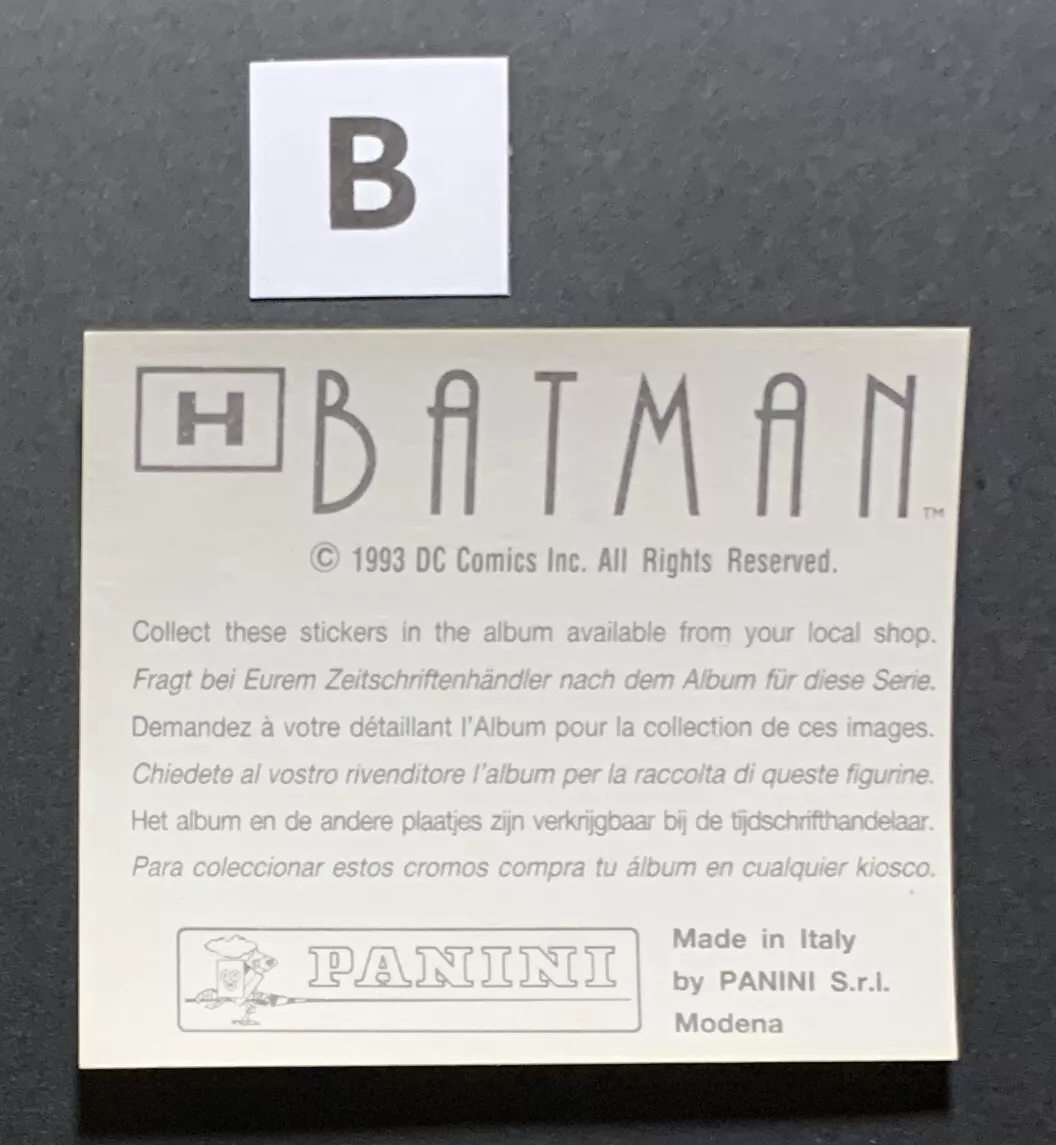 B
H BATMAN™
© 1993 DC Comics Inc. All Rights Reserved.
Collect these stickers in the album available from your local shop.
Fragt bei Eurem Zeitschriftenhändler nach dem Album für diese Serie.
Demandez à votre détaillant l'Album pour la collection de ces images.
Chiedete al vostro rivenditore l'album per la raccolta di queste figurine.
Het album en de andere plaatjes zijn verkrijgbaar bij de tijdschrifthandelaar.
Para coleccionar estos cromos compra tu álbum en cualquier kiosco.
PANINI
Made in Italy
by PANINI S.r.l.
Modena